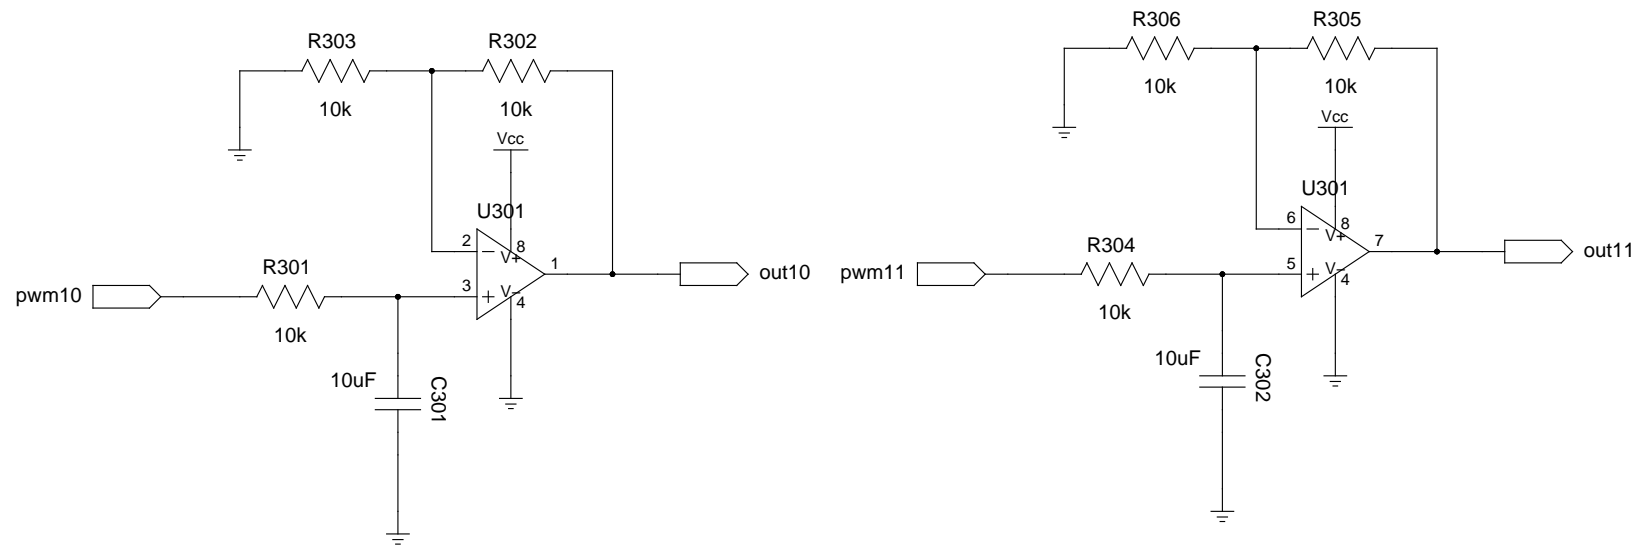 R303
R302
10k
10k
Vcc
U301
2
8
V+
1
out10
R301
pwm10
3
V-
4
10k
10uF
C301
R306
R305
10k
10k
Vcc
U301
6
8
V+
7
out11
R304
pwm11
5
V-
4
10k
10uF
C302